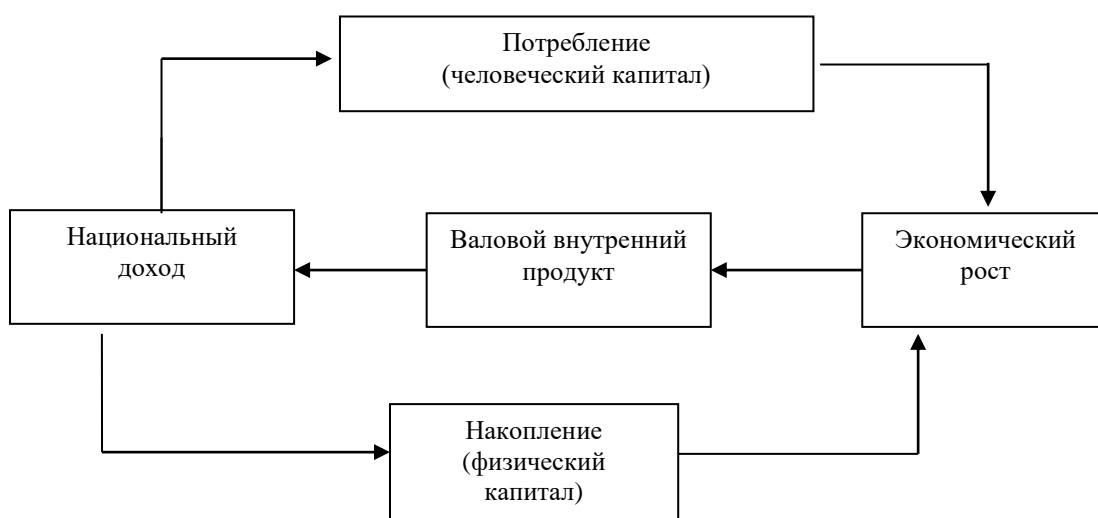 Потребление
(человеческий капитал)
Национальный
доход
Валовой внутренний
продукт
Экономический
рост
Накопление
(физический
капитал)